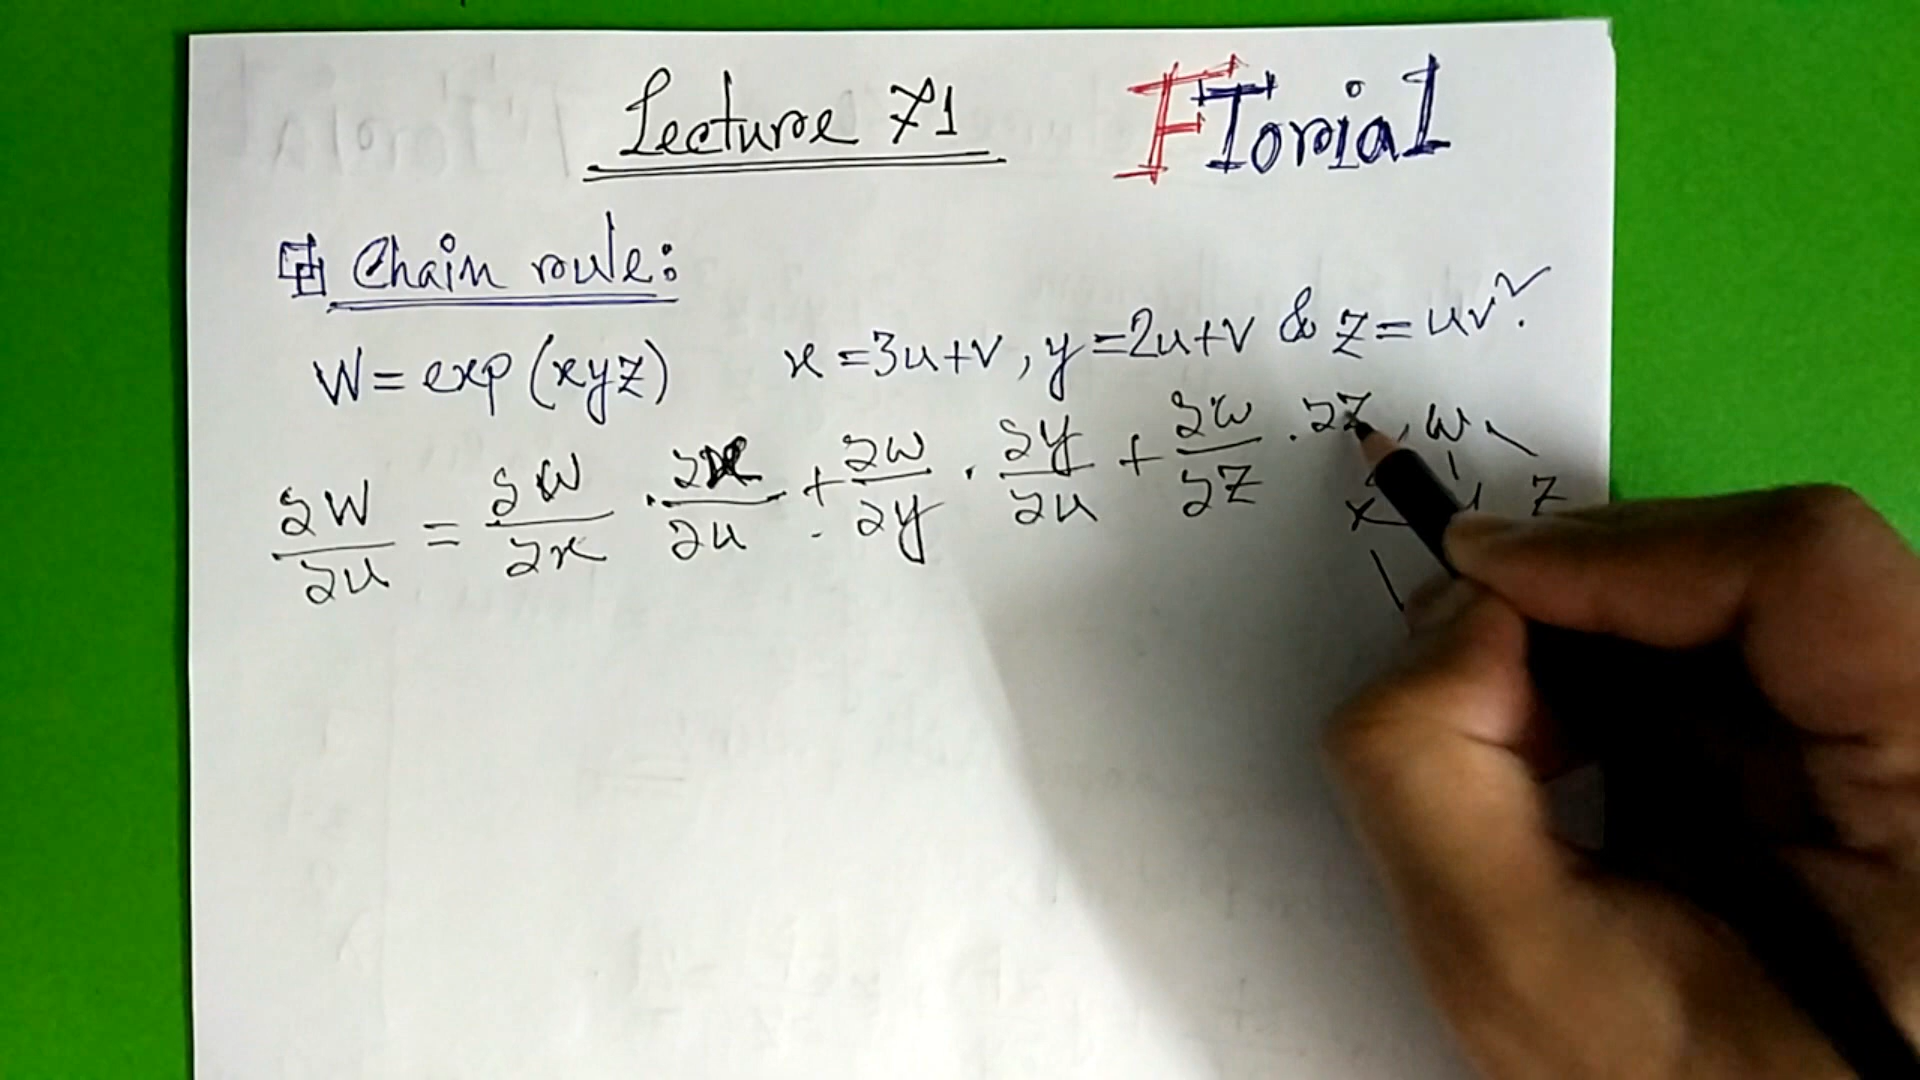 Lecture 71
FTorial
Chain rule:
W = exp (xyz) x = 3u+v, y = 2u+v & z = uv².
∂W/∂u = ∂W/∂x · ∂x/∂u + ∂w/∂y · ∂y/∂u + ∂w/∂z · ∂z
w
x y z